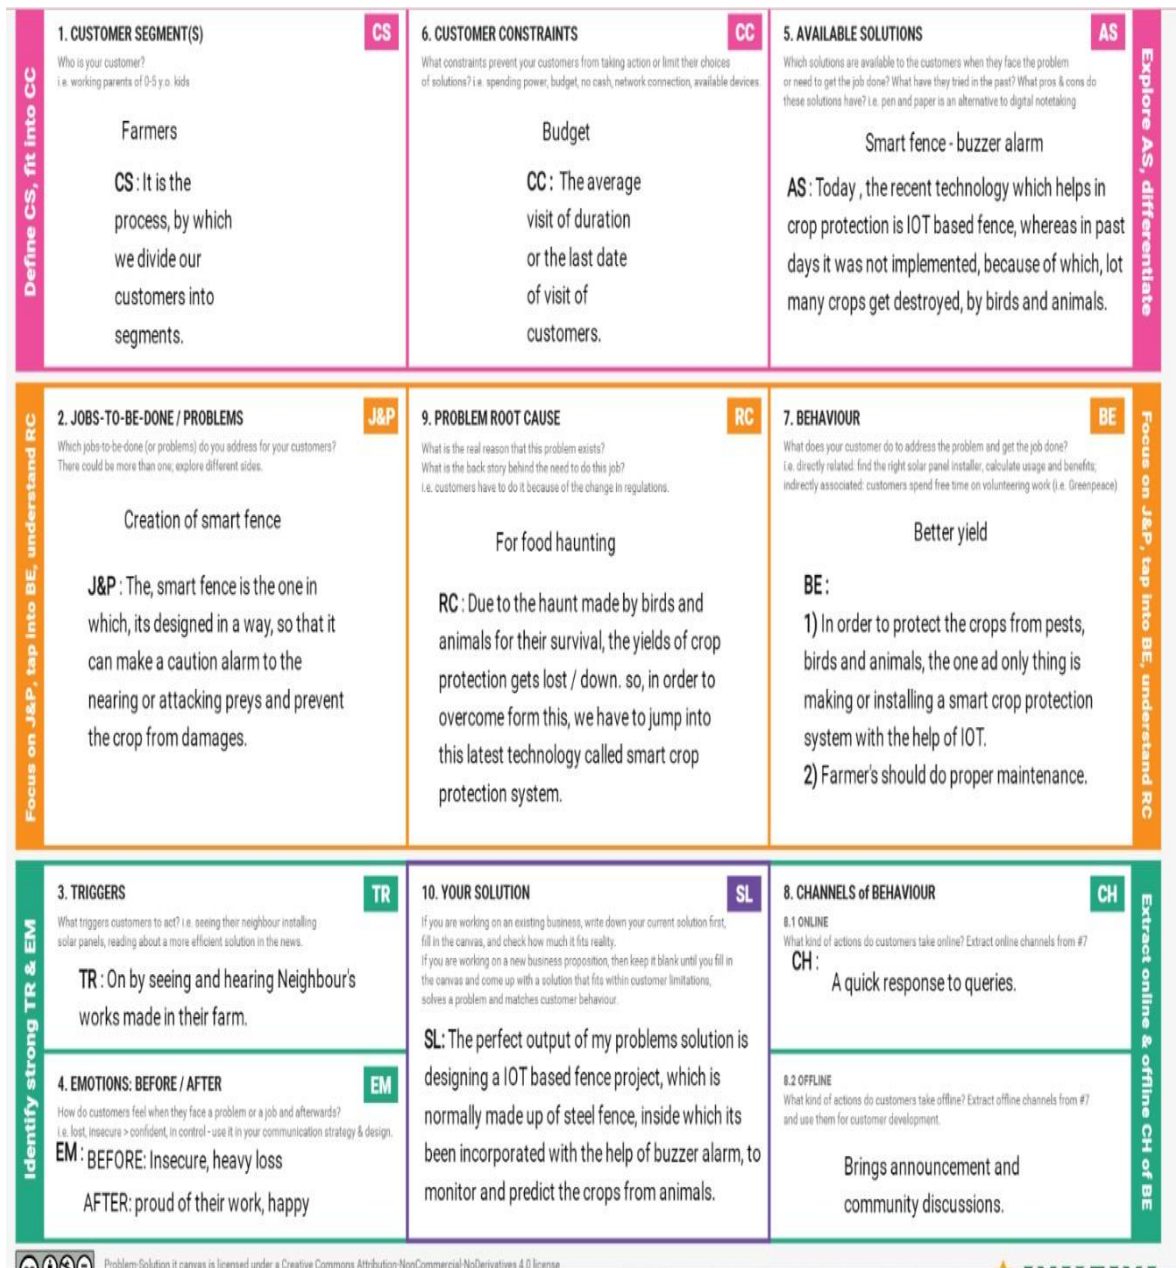 Define CS, fit into CC
1. CUSTOMER SEGMENT(S)
CS
Who is your customer?
i.e. working parents of 0-5 y.o. kids
Farmers
CS : It is the
process, by which
we divide our
customers into
segments.
6. CUSTOMER CONSTRAINTS
CC
What constraints prevent your customers from taking action or limit their choices
of solutions? i.e. spending power, budget, no cash, network connection, available devices.
Budget
CC : The average
visit of duration
or the last date
of visit of
customers.
5. AVAILABLE SOLUTIONS
AS
Which solutions are available to the customers when they face the problem
or need to get the job done? What have they tried in the past? What pros & cons do
these solutions have? i.e. pen and paper is an alternative to digital notetaking
Smart fence - buzzer alarm
AS : Today , the recent technology which helps in
crop protection is IOT based fence, whereas in past
days it was not implemented, because of which, lot
many crops get destroyed, by birds and animals.
Explore AS, differentiate
Focus on J&P, tap into BE, understand RC
2. JOBS-TO-BE-DONE / PROBLEMS
J&P
Which jobs-to-be-done (or problems) do you address for your customers?
There could be more than one; explore different sides.
Creation of smart fence
J&P : The, smart fence is the one in
which, its designed in a way, so that it
can make a caution alarm to the
nearing or attacking preys and prevent
the crop from damages.
9. PROBLEM ROOT CAUSE
RC
What is the real reason that this problem exists?
What is the back story behind the need to do this job?
i.e. customers have to do it because of the change in regulations.
For food haunting
RC : Due to the haunt made by birds and
animals for their survival, the yields of crop
protection gets lost / down. so, in order to
overcome form this, we have to jump into
this latest technology called smart crop
protection system.
7. BEHAVIOUR
BE
What does your customer do to address the problem and get the job done?
i.e. directly related: find the right solar panel installer, calculate usage and benefits;
indirectly associated: customers spend free time on volunteering work (i.e. Greenpeace)
Better yield
BE :
1) In order to protect the crops from pests,
birds and animals, the one ad only thing is
making or installing a smart crop protection
system with the help of IOT.
2) Farmer's should do proper maintenance.
Focus on J&P, tap into BE, understand RC
Identify strong TR & EM
3. TRIGGERS
TR
What triggers customers to act? i.e. seeing their neighbour installing
solar panels, reading about a more efficient solution in the news.
TR : On by seeing and hearing Neighbour's
works made in their farm.
4. EMOTIONS: BEFORE / AFTER
EM
How do customers feel when they face a problem or a job and afterwards?
i.e. lost, insecure > confident, in control - use it in your communication strategy & design.
EM : BEFORE: Insecure, heavy loss
AFTER: proud of their work, happy
10. YOUR SOLUTION
SL
If you are working on an existing business, write down your current solution first,
fill in the canvas, and check how much it fits reality.
If you are working on a new business proposition, then keep it blank until you fill in
the canvas and come up with a solution that fits within customer limitations,
solves a problem and matches customer behaviour.
SL: The perfect output of my problems solution is
designing a IOT based fence project, which is
normally made up of steel fence, inside which its
been incorporated with the help of buzzer alarm, to
monitor and predict the crops from animals.
8. CHANNELS of BEHAVIOUR
CH
8.1 ONLINE
What kind of actions do customers take online? Extract online channels from #7
CH :
A quick response to queries.
8.2 OFFLINE
What kind of actions do customers take offline? Extract offline channels from #7
and use them for customer development.
Brings announcement and
community discussions.
Extract online & offline CH of BE
Problem-Solution fit canvas is licensed under a Creative Commons Attribution-NonCommercial-NoDerivatives 4.0 license